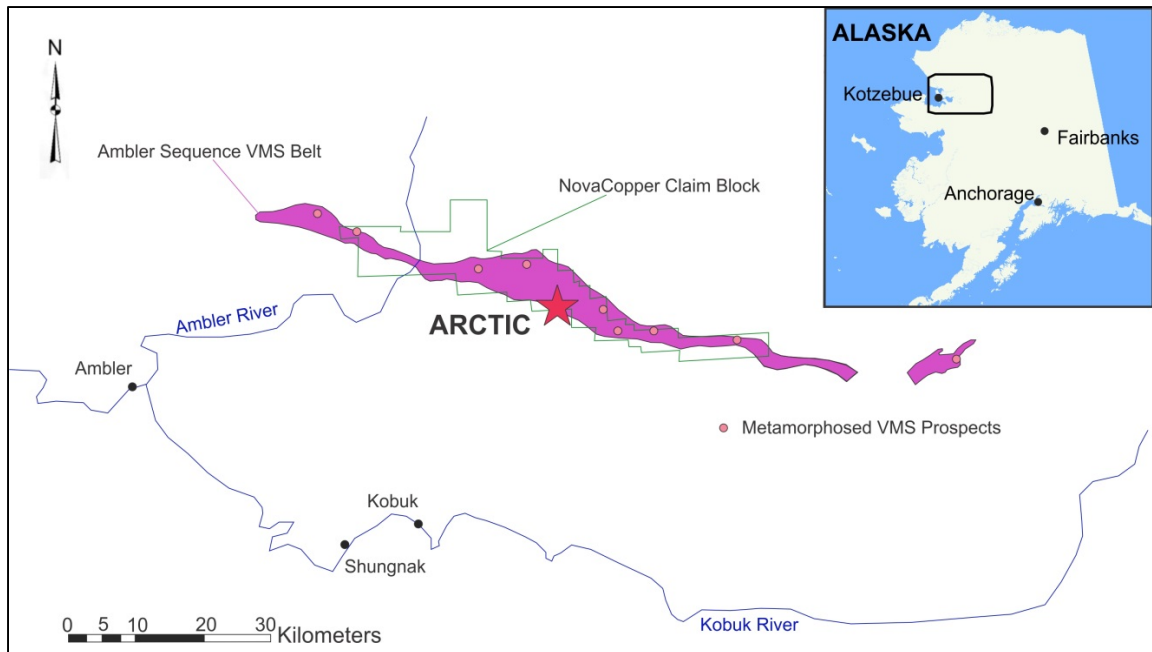 N
ALASKA
Kotzebue
Fairbanks
Anchorage
Ambler Sequence VMS Belt
NovaCopper Claim Block
Ambler River
ARCTIC
Ambler
Metamorphosed VMS Prospects
Kobuk
Shungnak
Kobuk River
0 5 10 20 30
Kilometers